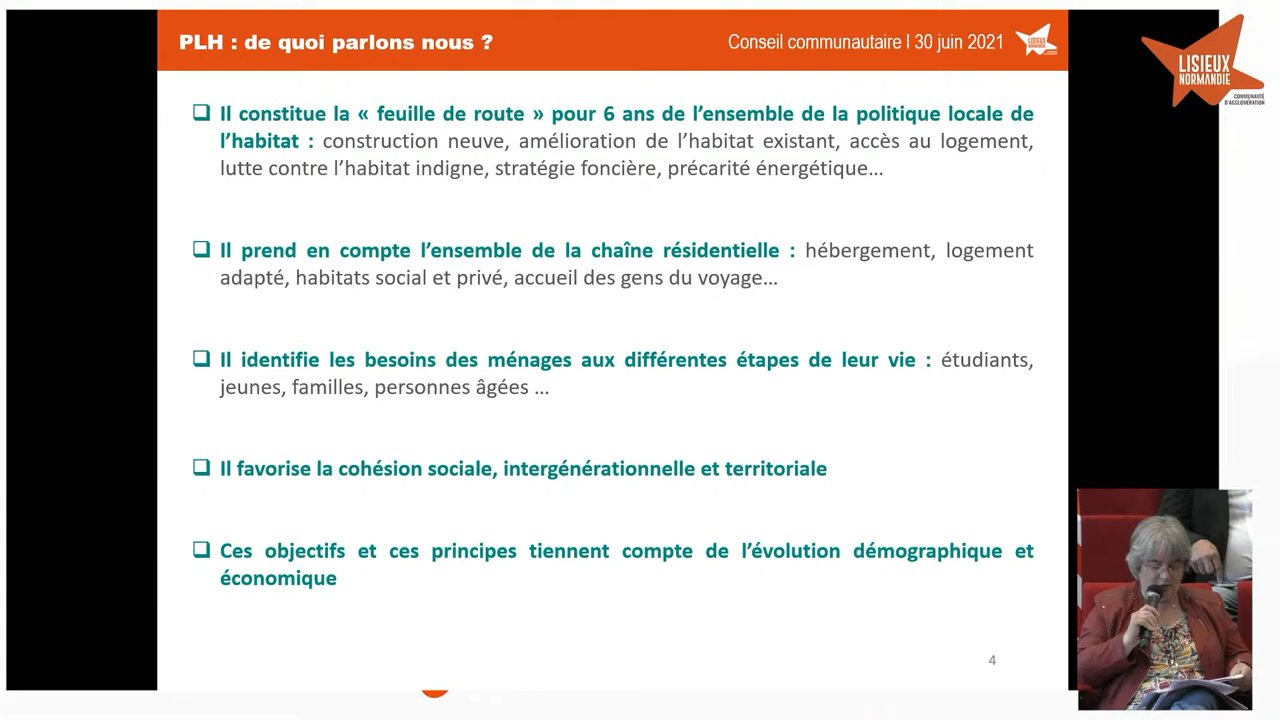 PLH : de quoi parlons nous ?
Conseil communautaire l 30 juin 2021
LISIEUX
NORMANDIE
LISIEUX
NORMANDIE
COMMUNAUTÉ
D'AGGLOMÉRATION
Il constitue la « feuille de route » pour 6 ans de l’ensemble de la politique locale de
l’habitat : construction neuve, amélioration de l’habitat existant, accès au logement,
lutte contre l’habitat indigne, stratégie foncière, précarité énergétique…
Il prend en compte l’ensemble de la chaîne résidentielle : hébergement, logement
adapté, habitats social et privé, accueil des gens du voyage…
Il identifie les besoins des ménages aux différentes étapes de leur vie : étudiants,
jeunes, familles, personnes âgées …
Il favorise la cohésion sociale, intergénérationnelle et territoriale
Ces objectifs et ces principes tiennent compte de l’évolution démographique et
économique
4